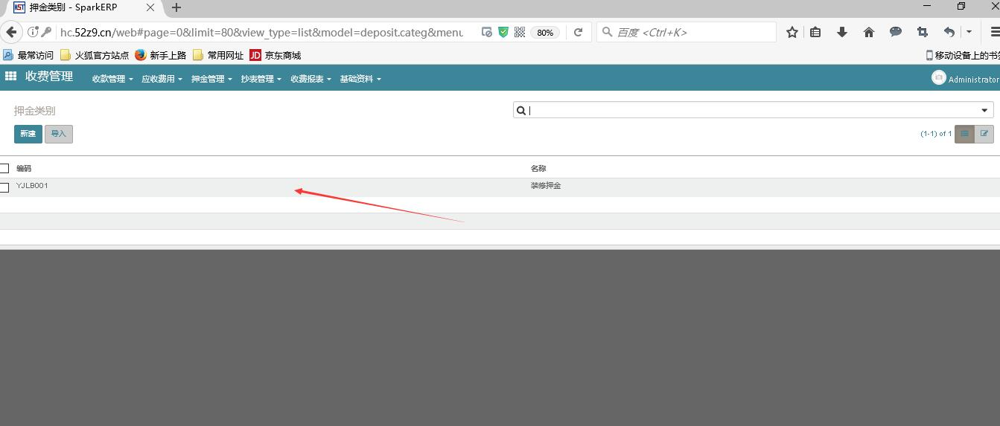 押金类别 - SparkERP
hc.52z9.cn/web#page=0&limit=80&view_type=list&model=deposit.categ&menu
80%
百度 <Ctrl+K>
最常访问 火狐官方站点 新手上路 常用网址 JD 京东商城 移动设备上的书签
收费管理 收款管理 应收费用 押金管理 抄表管理 收费报表 基础资料 Administrator
押金类别
新建 导入 (1-1) of 1
编码 名称
YJLB001 装修押金